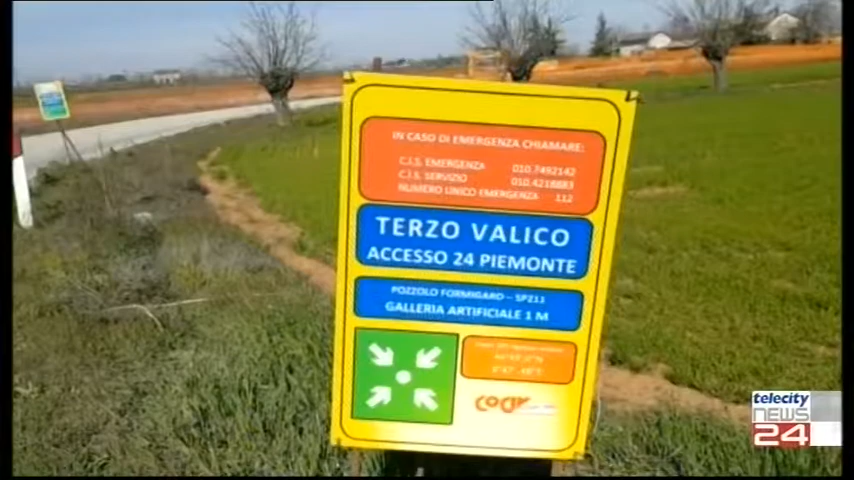 IN CASO DI EMERGENZA CHIAMARE:
C.I.S. EMERGENZA 010.7492142
C.I.S. SERVIZIO 010.4218883
NUMERO UNICO EMERGENZA 112
TERZO VALICO
ACCESSO 24 PIEMONTE
POZZOLO FORMIGARO – SP211
GALLERIA ARTIFICIALE 1 M
COCIV
telecity
NEWS
24